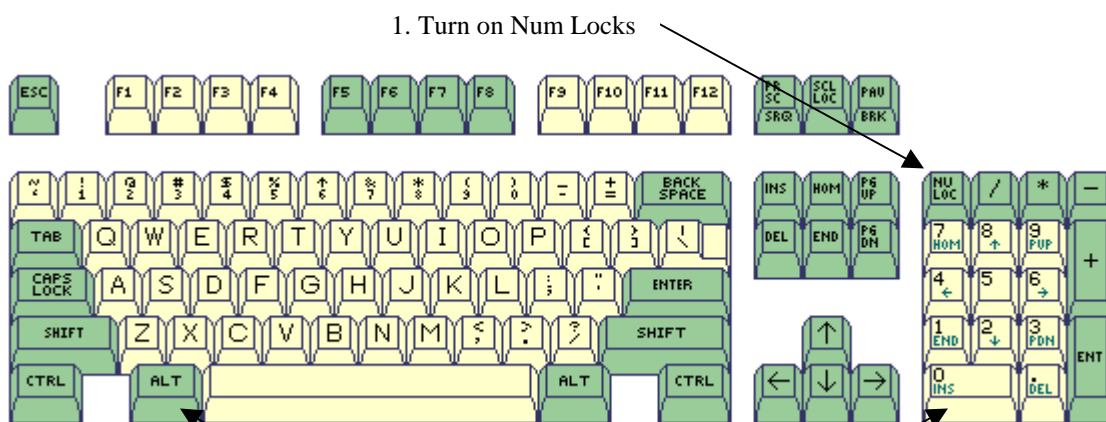 1. Turn on Num Locks
ESC F1 F2 F3 F4 F5 F6 F7 F8 F9 F10 F11 F12 PR SC SCL LOC PAU
SRQ BRK
~ ! @ # $ % ↑ & * ( ) - ± BACK SPACE INS HOM PG UP NU LOC / * -
‘ 1 2 3 4 5 6 7 8 9 0 =
TAB Q W E R T Y U I O P { } | DEL END PG DN 7 8 9 +
[ ] \ HOM ↑ PUP
CAPS LOCK A S D F G H J K L : " ENTER 4 5 6
; ' ← →
SHIFT Z X C V B N M < > ? SHIFT ↑ 1 2 3 ENT
, . / END ↓ PDN
CTRL ALT ALT CTRL ← ↓ → 0 .
INS DEL